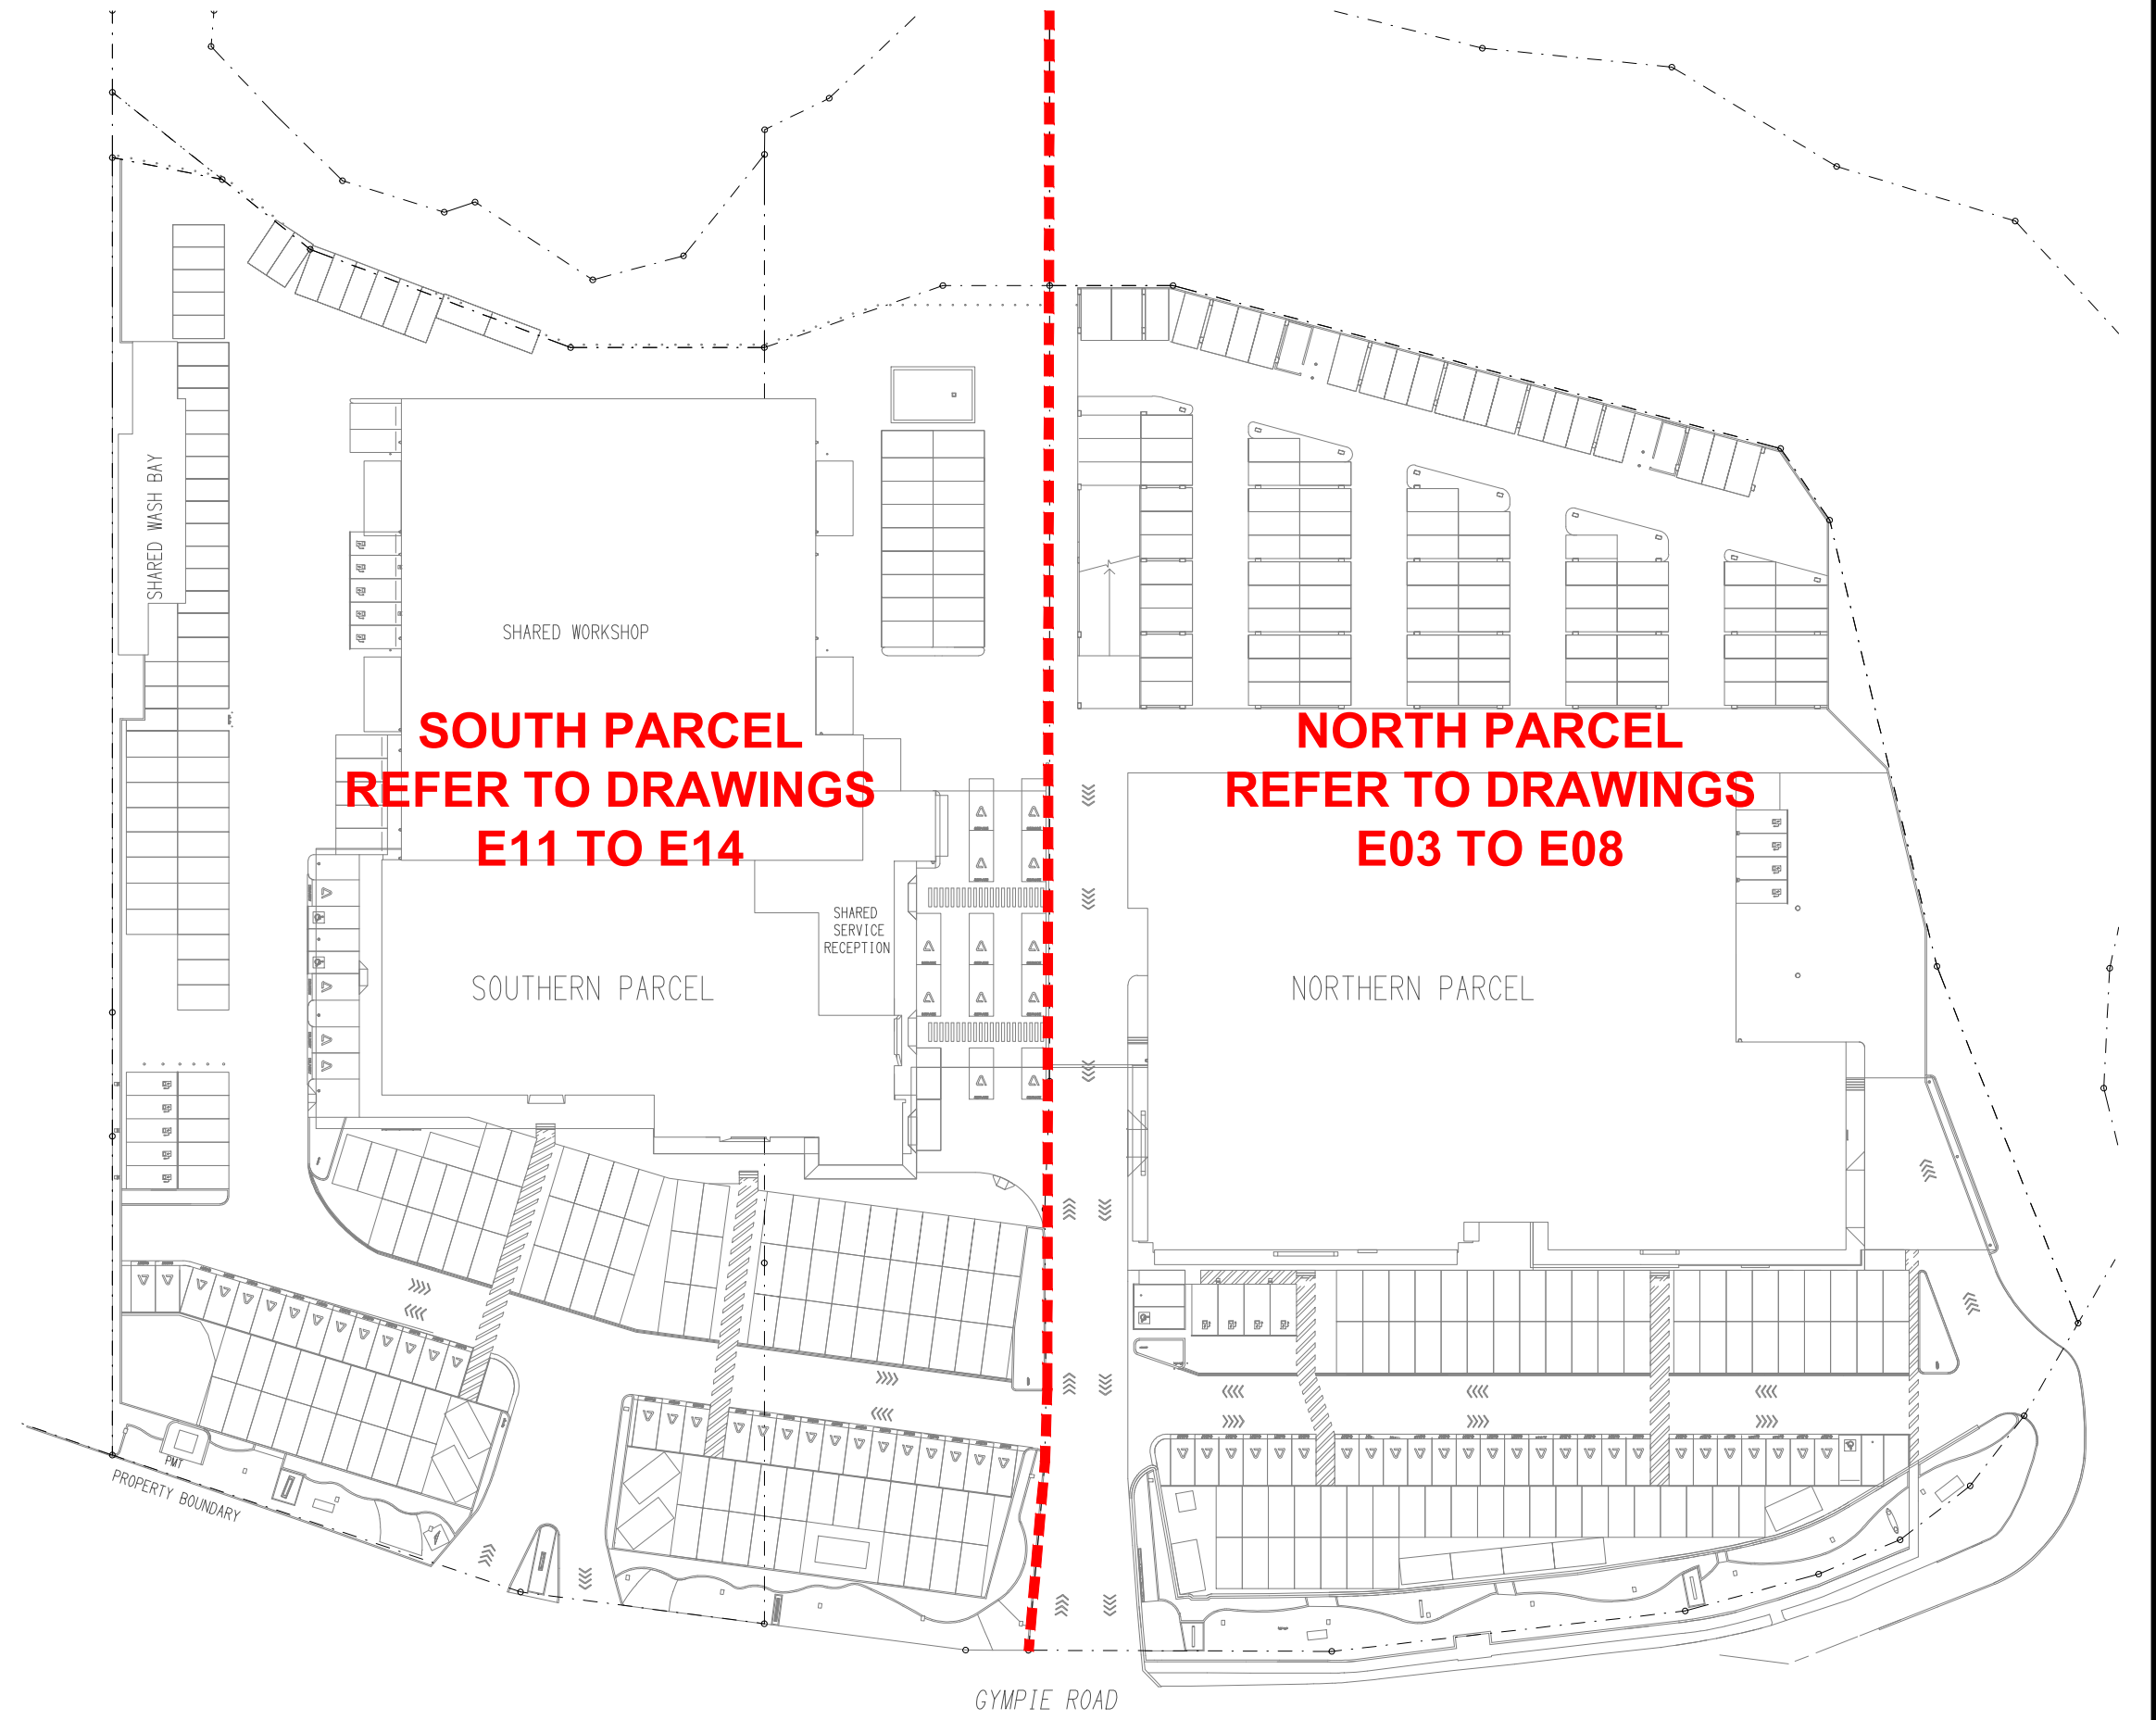 SHARED WASH BAY
SHARED WORKSHOP
SOUTH PARCEL
REFER TO DRAWINGS
E11 TO E14
NORTH PARCEL
REFER TO DRAWINGS
E03 TO E08
SHARED
SERVICE
RECEPTION
SOUTHERN PARCEL
NORTHERN PARCEL
PMT
PROPERTY BOUNDARY
GYMPIE ROAD